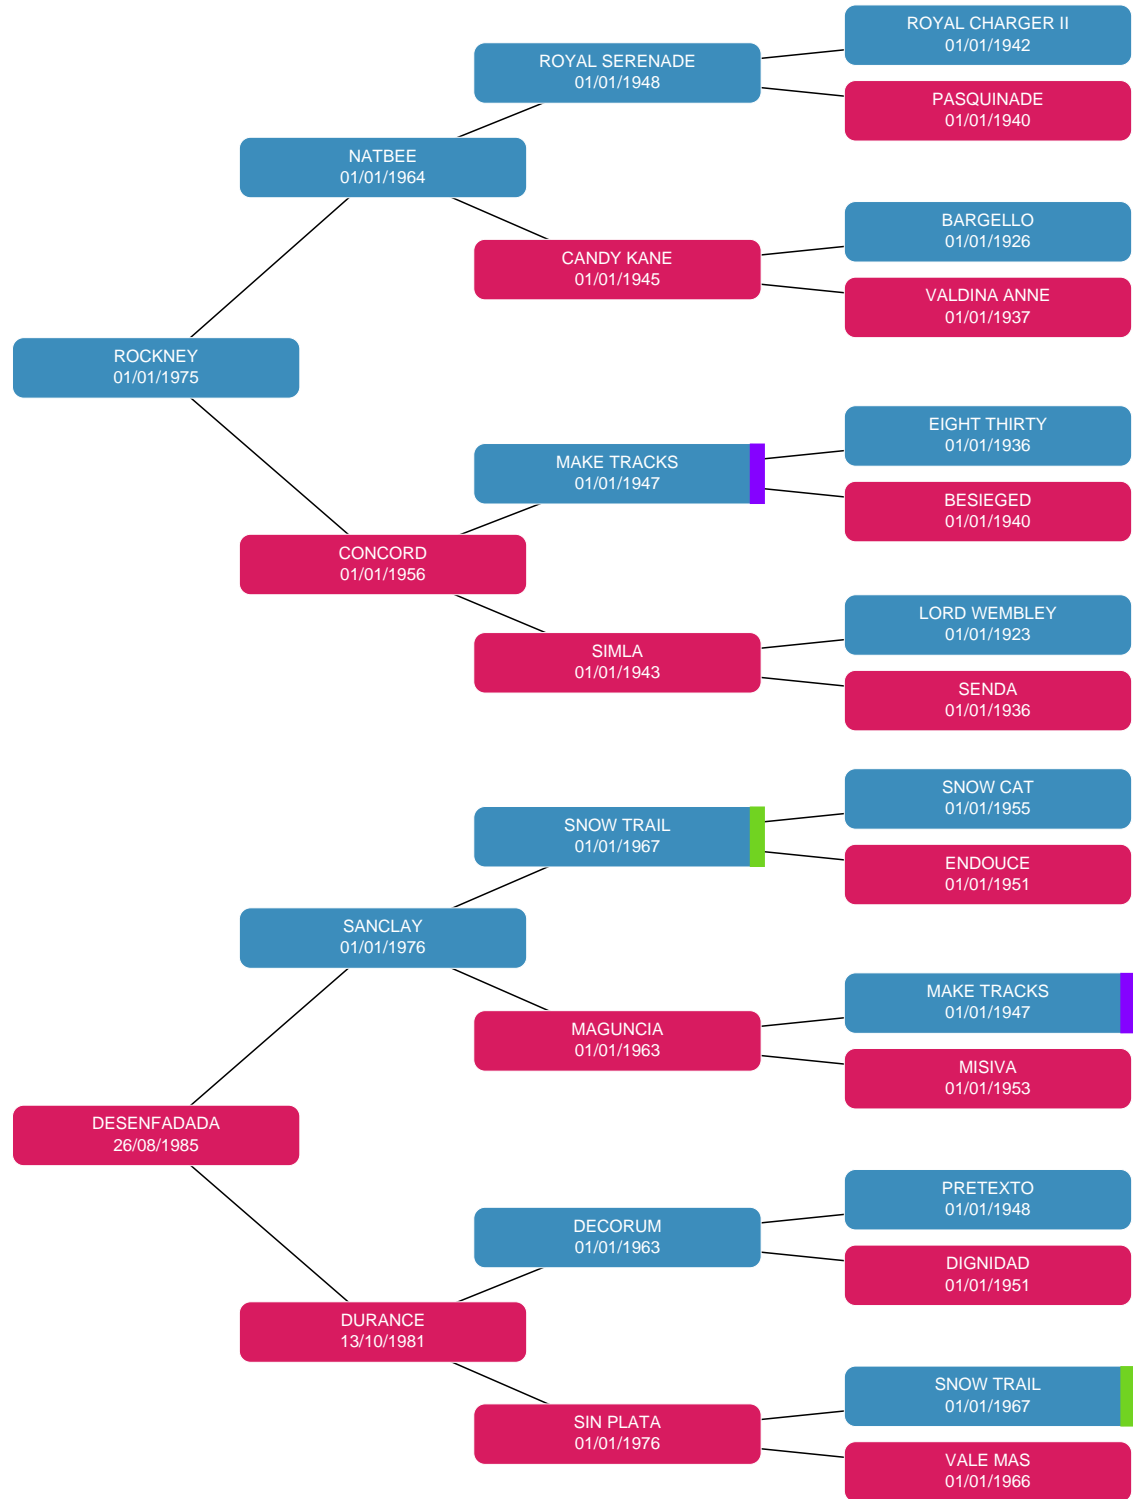 ROYAL CHARGER II
01/01/1942
ROYAL SERENADE
01/01/1948
PASQUINADE
01/01/1940
NATBEE
01/01/1964
BARGELLO
01/01/1926
CANDY KANE
01/01/1945
VALDINA ANNE
01/01/1937
ROCKNEY
01/01/1975
EIGHT THIRTY
01/01/1936
MAKE TRACKS
01/01/1947
BESIEGED
01/01/1940
CONCORD
01/01/1956
LORD WEMBLEY
01/01/1923
SIMLA
01/01/1943
SENDA
01/01/1936
SNOW CAT
01/01/1955
SNOW TRAIL
01/01/1967
ENDOUCE
01/01/1951
SANCLAY
01/01/1976
MAKE TRACKS
01/01/1947
MAGUNCIA
01/01/1963
MISIVA
01/01/1953
DESENFADADA
26/08/1985
PRETEXTO
01/01/1948
DECORUM
01/01/1963
DIGNIDAD
01/01/1951
DURANCE
13/10/1981
SNOW TRAIL
01/01/1967
SIN PLATA
01/01/1976
VALE MAS
01/01/1966